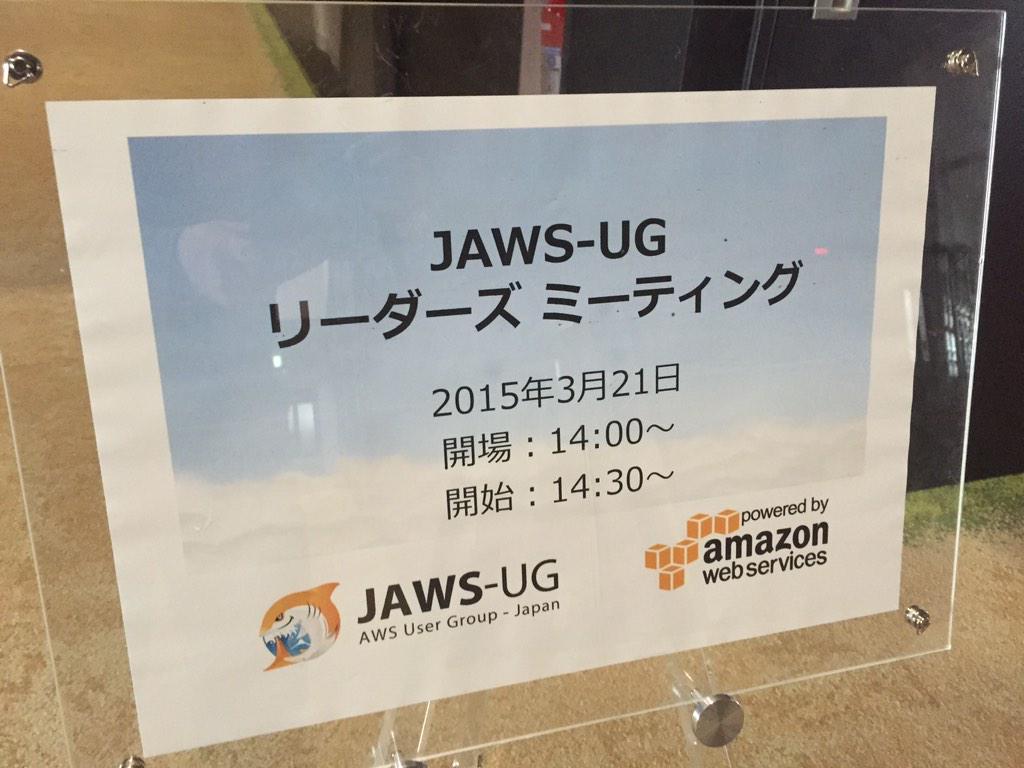 JAWS-UG
リーダーズ ミーティング
2015年3月21日
開場：14:00～
開始：14:30～
JAWS-UG
AWS User Group - Japan
powered by
amazon
web services